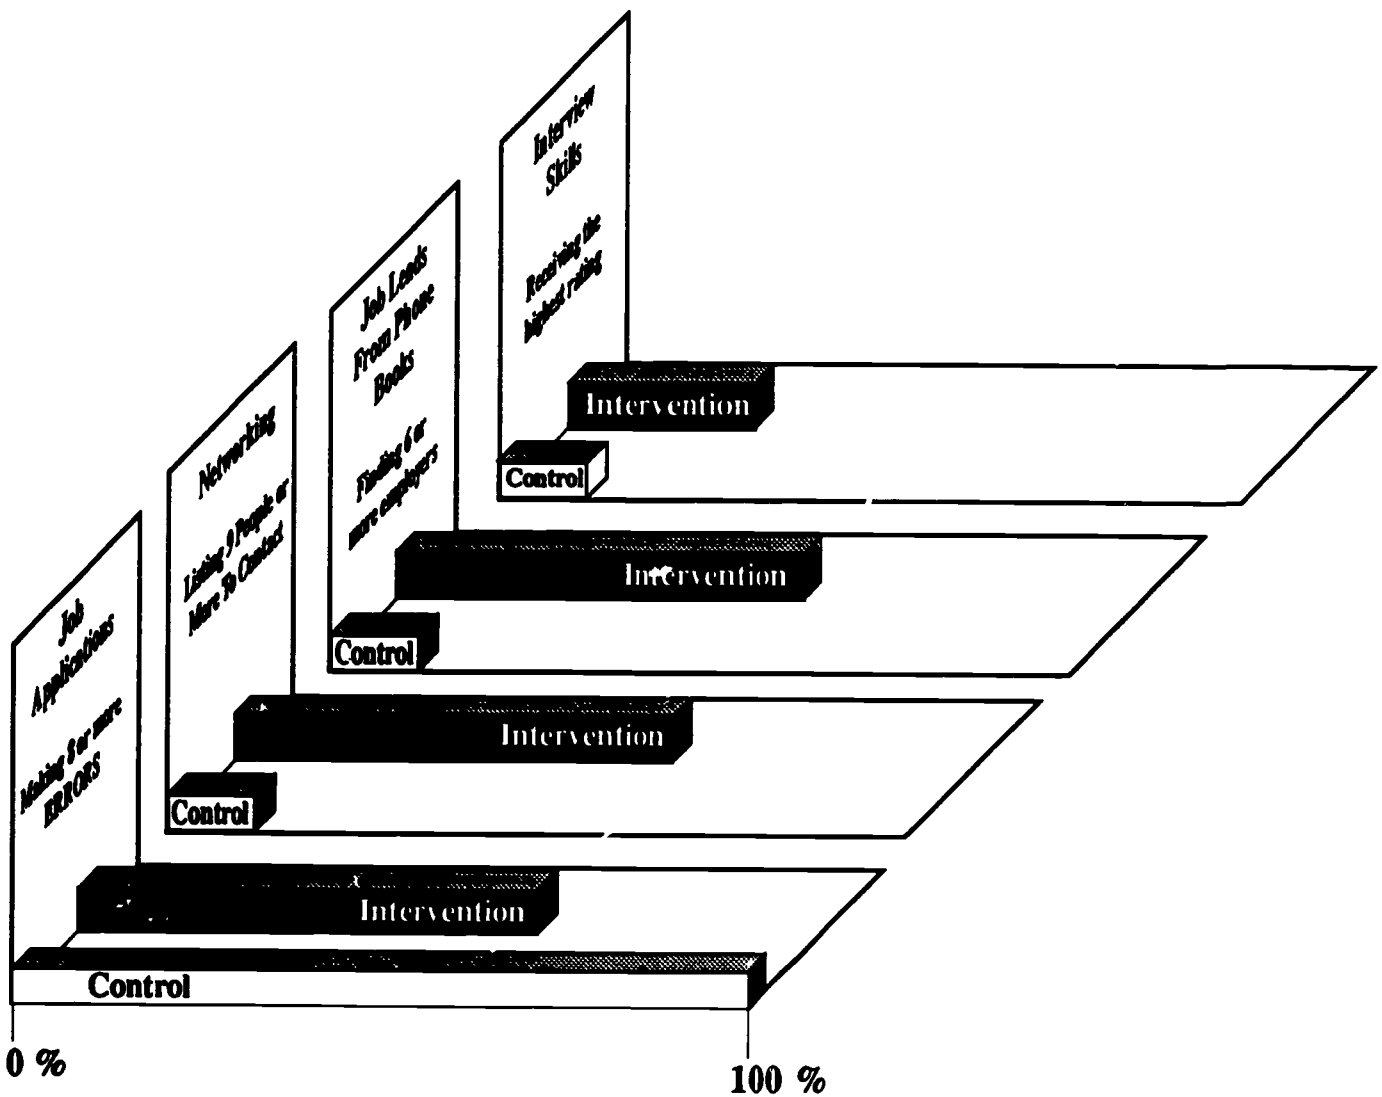 Interview
Skills
Receiving the
highest rating
Intervention
Control
Job Leads
From Phone
Books
Finding 6 or
more employers
Intervention
Control
Networking
Listing 9 People or
More To Contact
Intervention
Control
Job
Applications
Making 8 or more
ERRORS
Intervention
Control
0 %
100 %